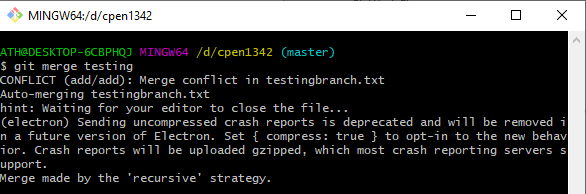 MINGW64:/d/cpen1342
ATH@DESKTOP-6CBPHQJ MINGW64 /d/cpen1342 (master)
$ git merge testing
CONFLICT (add/add): Merge conflict in testingbranch.txt
Auto-merging testingbranch.txt
hint: Waiting for your editor to close the file...
(electron) Sending uncompressed crash reports is deprecated and will be removed i
n a future version of Electron. Set { compress: true } to opt-in to the new behav
ior. Crash reports will be uploaded gzipped, which most crash reporting servers s
upport.
Merge made by the 'recursive' strategy.